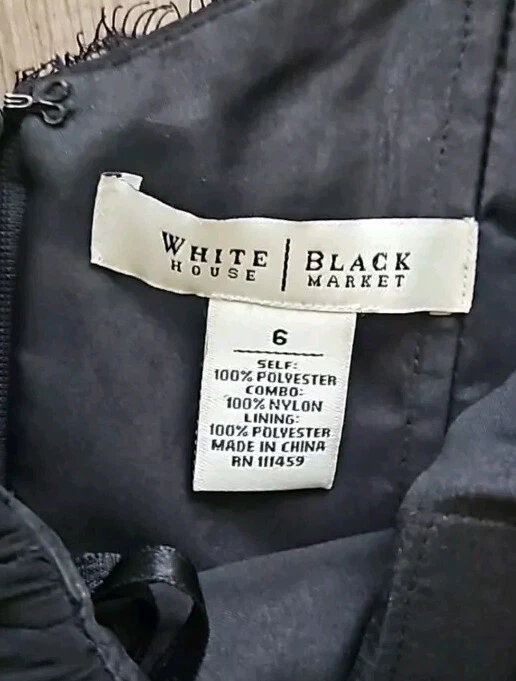 WHITE | BLACK
HOUSE MARKET
6
SELF:
100% POLYESTER
COMBO:
100% NYLON
LINING:
100% POLYESTER
MADE IN CHINA
RN 111459